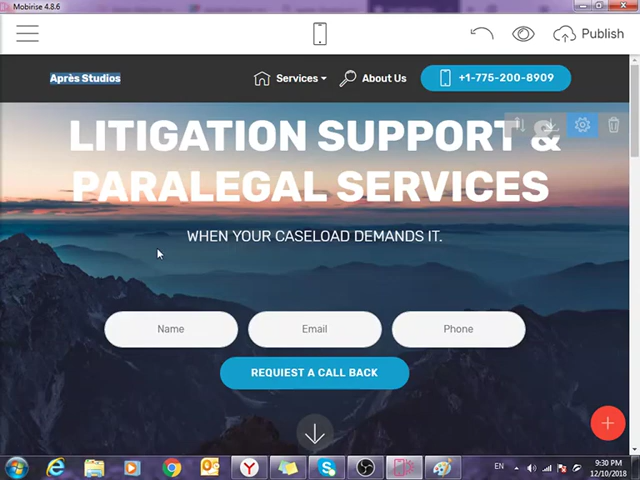 Mobirise 4.8.6
Publish
Après Studios
Services
About Us
+1-775-200-8909
LITIGATION SUPPORT &
PARALEGAL SERVICES
WHEN YOUR CASELOAD DEMANDS IT.
Name
Email
Phone
REQUIEST A CALL BACK
EN
9:30 PM
12/10/2018